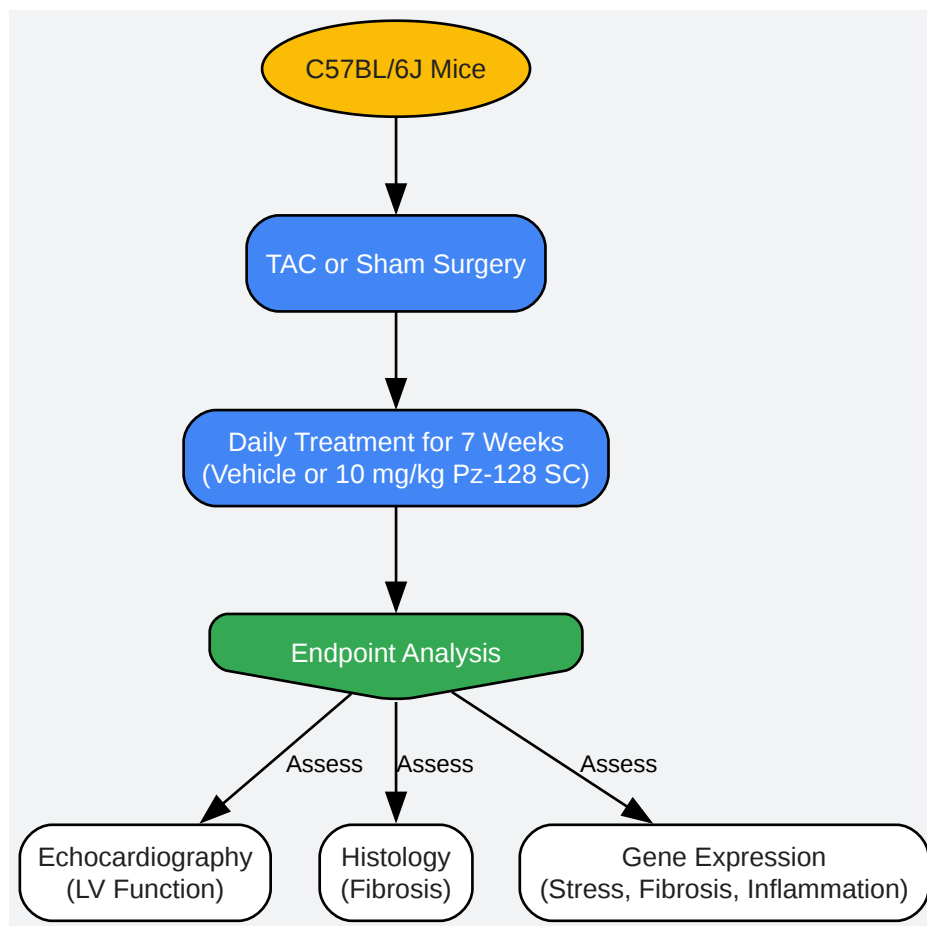 C57BL/6J Mice
TAC or Sham Surgery
Daily Treatment for 7 Weeks
(Vehicle or 10 mg/kg Pz-128 SC)
Endpoint Analysis
Assess
Assess
Assess
Echocardiography
(LV Function)
Histology
(Fibrosis)
Gene Expression
(Stress, Fibrosis, Inflammation)